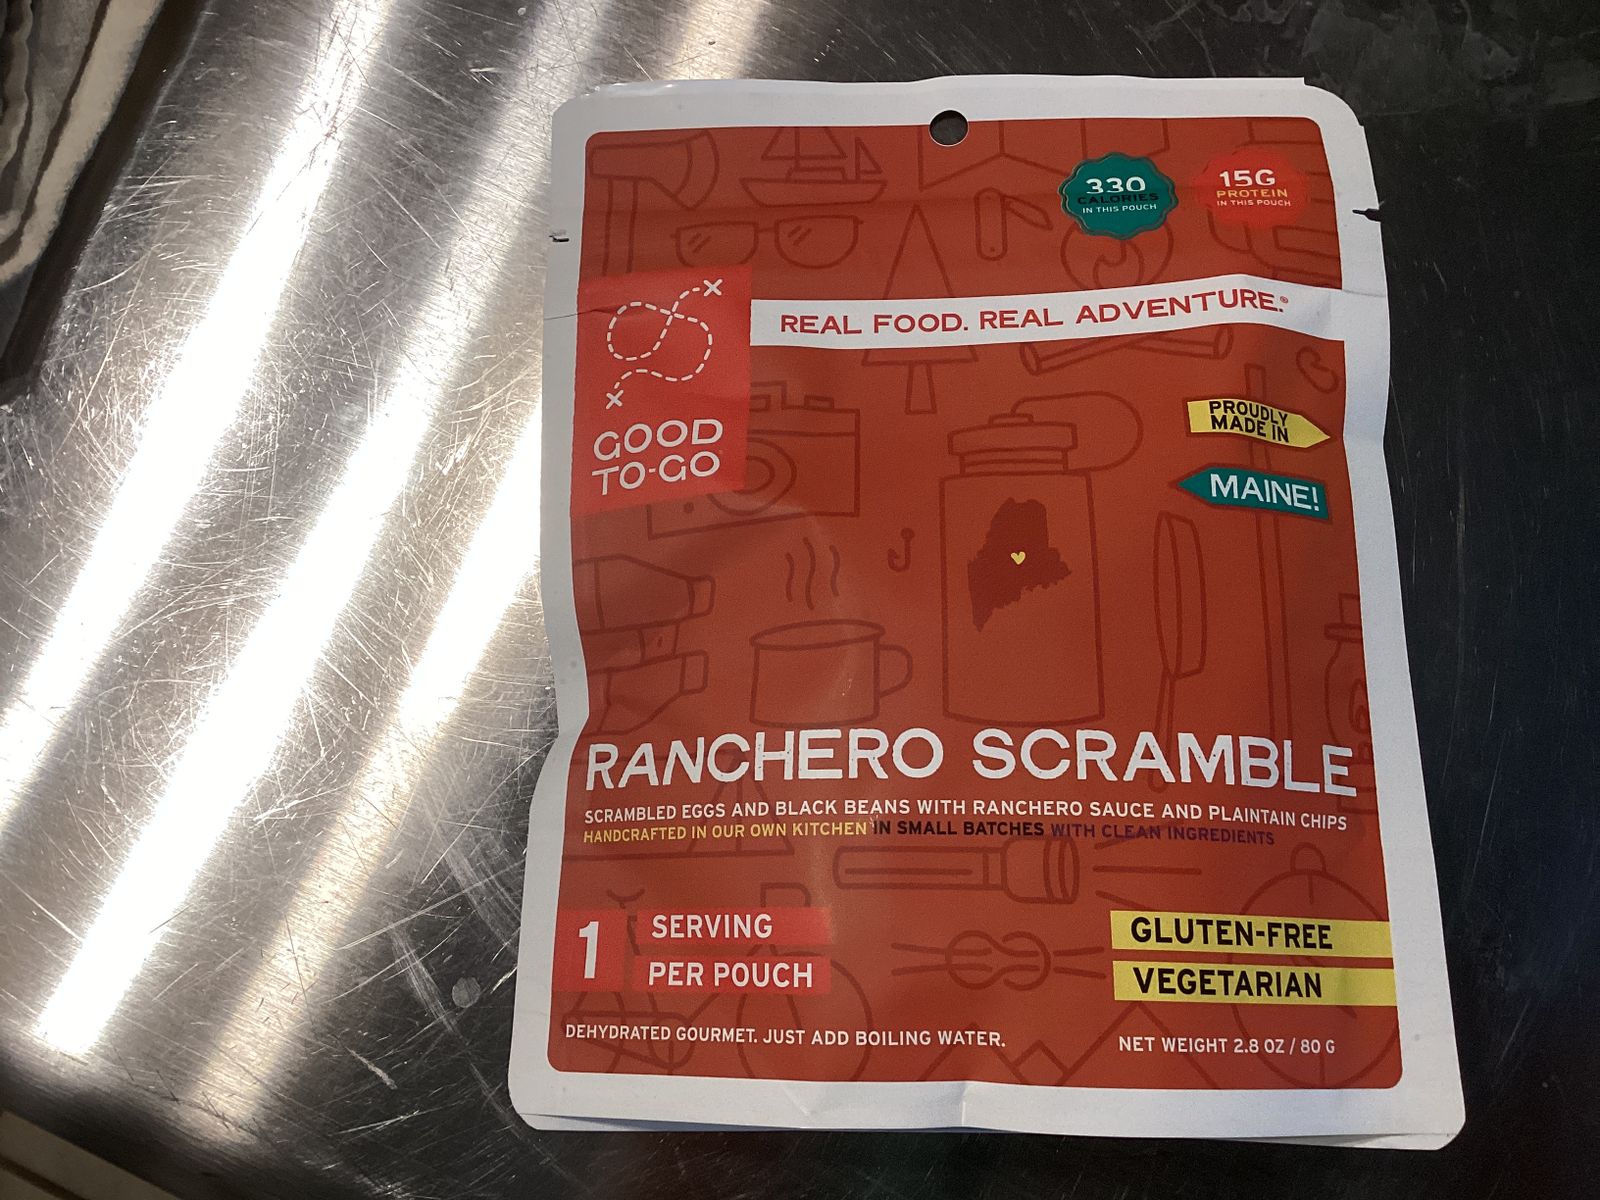 330
CALORIES
IN THIS POUCH
15G
PROTEIN
IN THIS POUCH
REAL FOOD. REAL ADVENTURE.®
GOOD
TO-GO
PROUDLY
MADE IN
MAINE!
RANCHERO SCRAMBLE
SCRAMBLED EGGS AND BLACK BEANS WITH RANCHERO SAUCE AND PLAINTAIN CHIPS
HANDCRAFTED IN OUR OWN KITCHEN IN SMALL BATCHES WITH CLEAN INGREDIENTS
1
SERVING
PER POUCH
GLUTEN-FREE
VEGETARIAN
DEHYDRATED GOURMET. JUST ADD BOILING WATER.
NET WEIGHT 2.8 OZ / 80 G